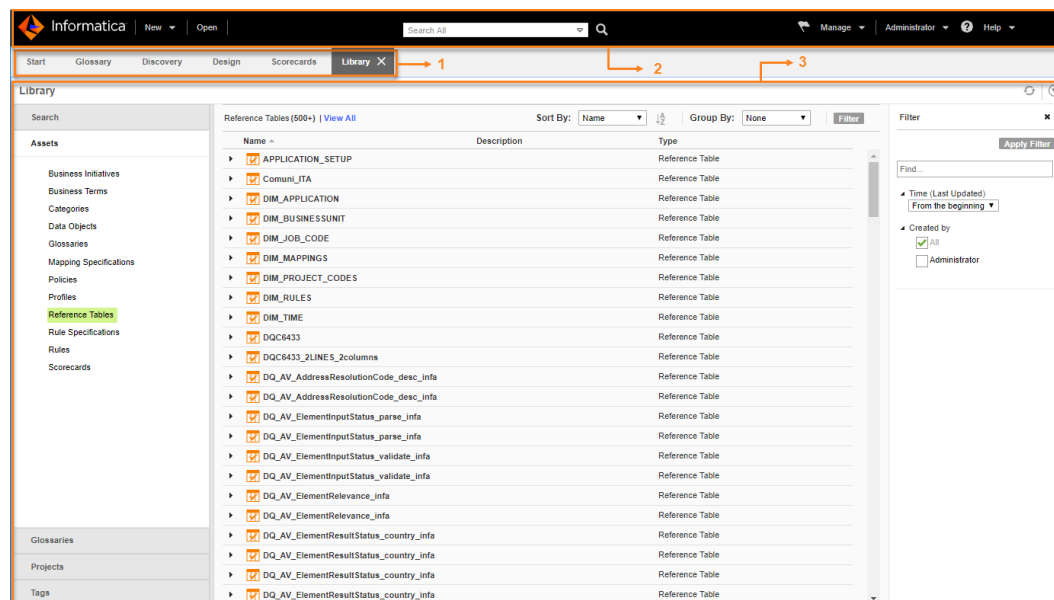 Informatica New Open Search All Manage Administrator ? Help
Start Glossary Discovery Design Scorecards Library X 1 2 3
Library
Search
Assets
Business Initiatives
Business Terms
Categories
Data Objects
Glossaries
Mapping Specifications
Policies
Profiles
Reference Tables
Rule Specifications
Rules
Scorecards
Glossaries
Projects
Tags
Reference Tables (500+) | View All Sort By: Name Group By: None Filter
Name Description Type
APPLICATION_SETUP Reference Table
Comuni_ITA Reference Table
DIM_APPLICATION Reference Table
DIM_BUSINESSUNIT Reference Table
DIM_JOB_CODE Reference Table
DIM_MAPPINGS Reference Table
DIM_PROJECT_CODES Reference Table
DIM_RULES Reference Table
DIM_TIME Reference Table
DQC6433 Reference Table
DQC6433_2LINES_2columns Reference Table
DQ_AV_AddressResolutionCode_desc_infa Reference Table
DQ_AV_AddressResolutionCode_desc_infa Reference Table
DQ_AV_ElementInputStatus_parse_infa Reference Table
DQ_AV_ElementInputStatus_parse_infa Reference Table
DQ_AV_ElementInputStatus_validate_infa Reference Table
DQ_AV_ElementInputStatus_validate_infa Reference Table
DQ_AV_ElementRelevance_infa Reference Table
DQ_AV_ElementRelevance_infa Reference Table
DQ_AV_ElementResultStatus_country_infa Reference Table
DQ_AV_ElementResultStatus_country_infa Reference Table
DQ_AV_ElementResultStatus_country_infa Reference Table
DQ_AV_ElementResultStatus_country_infa Reference Table
Filter x
Apply Filter
Find...
Time (Last Updated)
From the beginning
Created by
All
Administrator